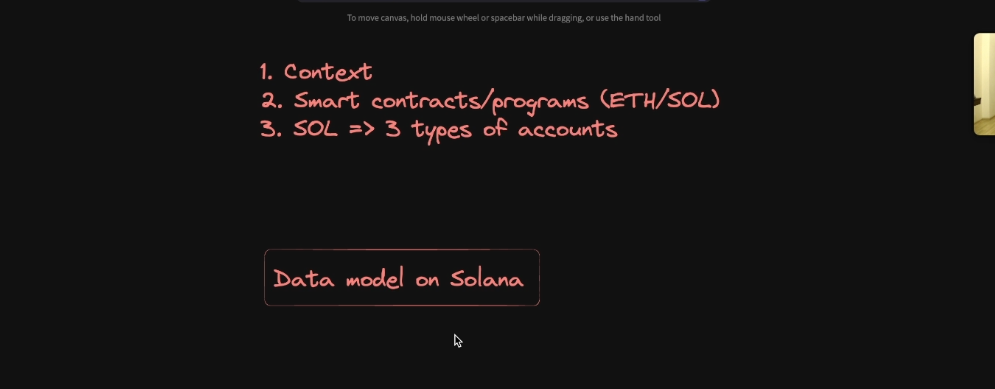 To move canvas, hold mouse wheel or spacebar while dragging, or use the hand tool
1. Context
2. Smart contracts/programs (ETH/SOL)
3. SOL => 3 types of accounts
Data model on Solana